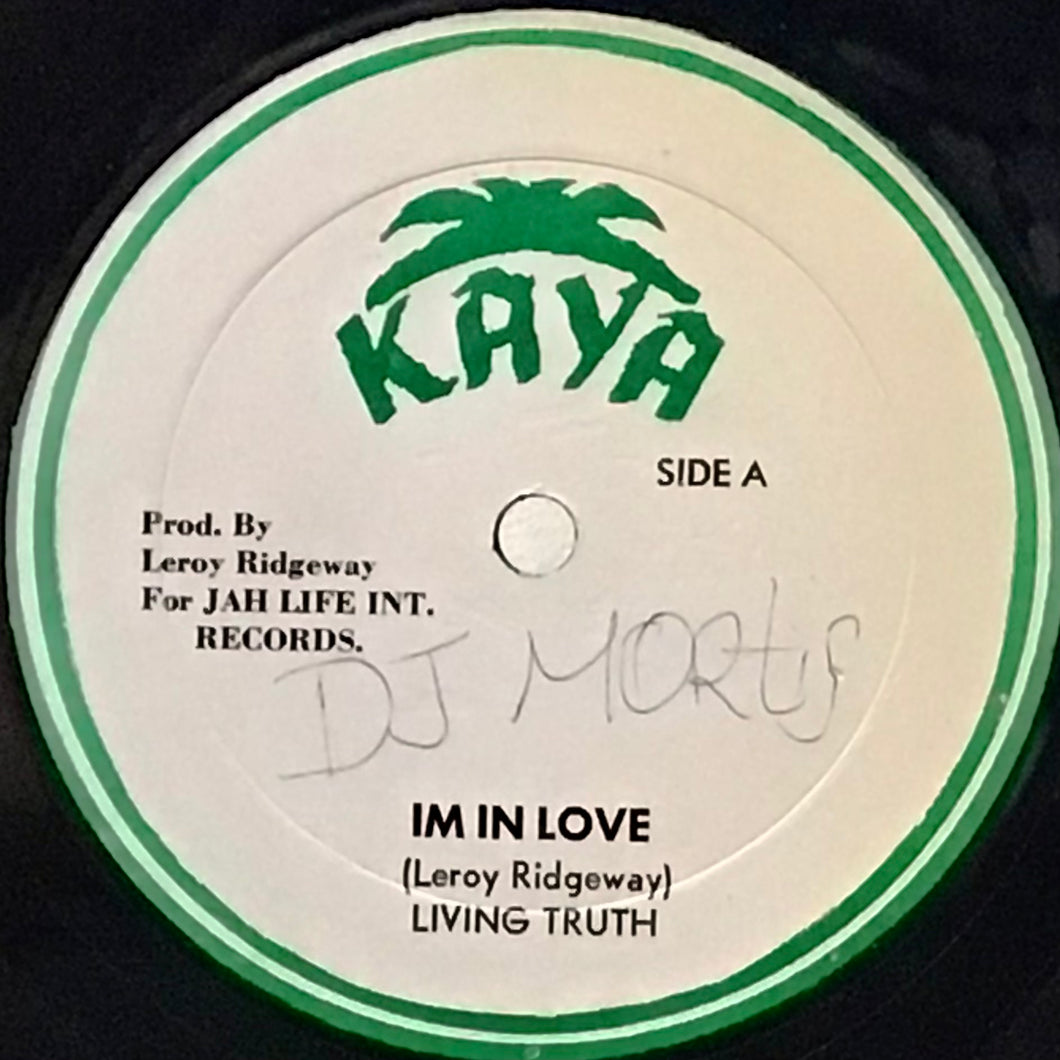 KAYA
SIDE A
Prod. By
Leroy Ridgeway
For JAH LIFE INT.
RECORDS.
DJ MORtis
IM IN LOVE
(Leroy Ridgeway)
LIVING TRUTH